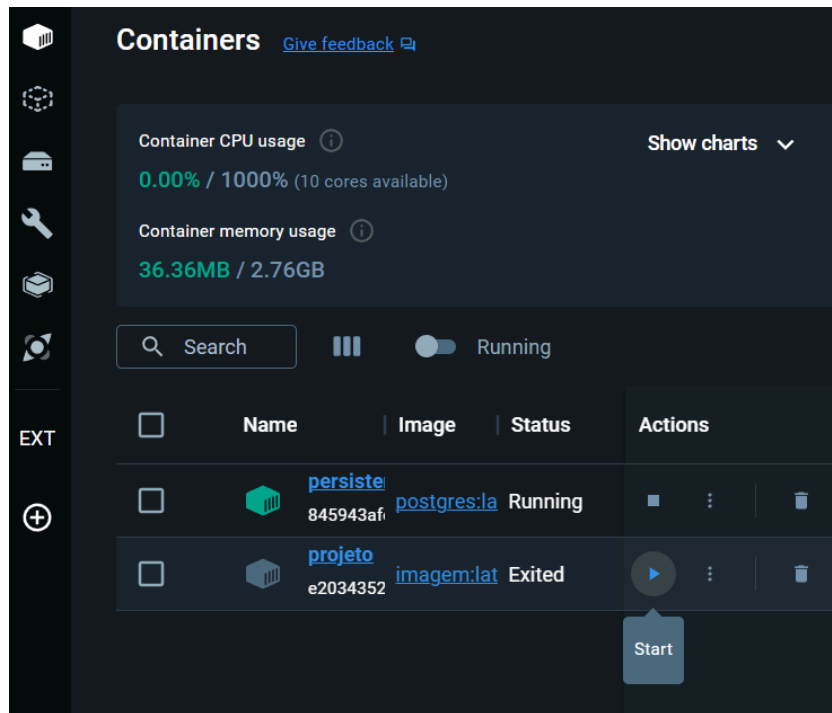 Containers Give feedback
Container CPU usage
Show charts
0.00% / 1000% (10 cores available)
Container memory usage
36.36MB / 2.76GB
Search
Running
EXT
Name Image Status Actions
persiste
845943af
postgres:la Running
projeto
e2034352
imagem:lat Exited
Start